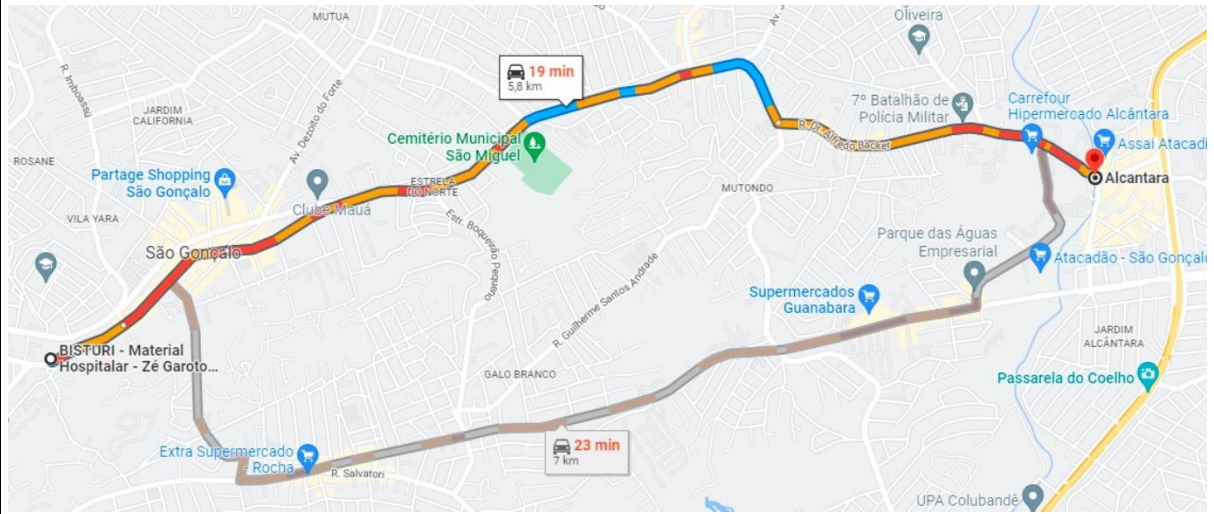 MUTUA
Oliveira
Av. S
R. Imboassú
19 min
5,8 km
JARDIM
CALIFORNIA
Av. Dezoito do Forte
7º Batalhão de
Polícia Militar
Carrefour
Hipermercado Alcântara
R. Dr. Alfredo Backer
Cemitério Municipal
São Miguel
Assaí Atacadi
ROSANE
Partage Shopping
São Gonçalo
ESTRELA
DO NORTE
Alcantara
MUTONDO
Clube Mauá
VILA YARA
Estr. Boqueirão Pequeno
São Gonçalo
Parque das Águas
Empresarial
Atacadão - São Gonçalo
R. Guilherme Santos Andrade
Supermercados
Guanabara
BISTURI - Material
Hospitalar - Zé Garoto...
JARDIM
ALCÂNTARA
GALO BRANCO
Passarela do Coelho
23 min
7 km
Extra Supermercado
- Rocha
R. Salvatori
UPA Colubandê